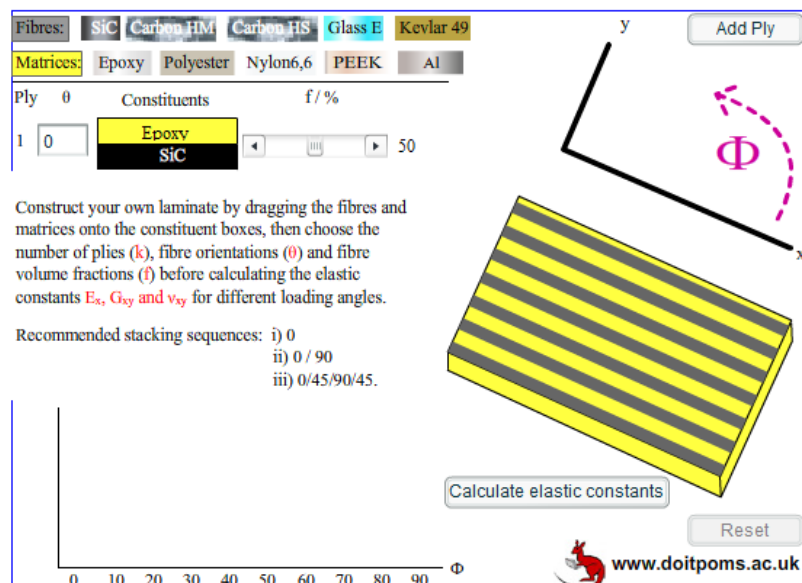 Fibres: SiC Carbon HM Carbon HS Glass E Kevlar 49
Matrices: Epoxy Polyester Nylon6,6 PEEK Al
Ply θ Constituents f / %
1 0 Epoxy
SiC
50
Construct your own laminate by dragging the fibres and
matrices onto the constituent boxes, then choose the
number of plies (k), fibre orientations (θ) and fibre
volume fractions (f) before calculating the elastic
constants Ex, Gxy and νxy for different loading angles.
Recommended stacking sequences: i) 0
ii) 0 / 90
iii) 0/45/90/45.
y
Add Ply
Φ
x
Calculate elastic constants
Reset
www.doitpoms.ac.uk
0 10 20 30 40 50 60 70 80 90 Φ